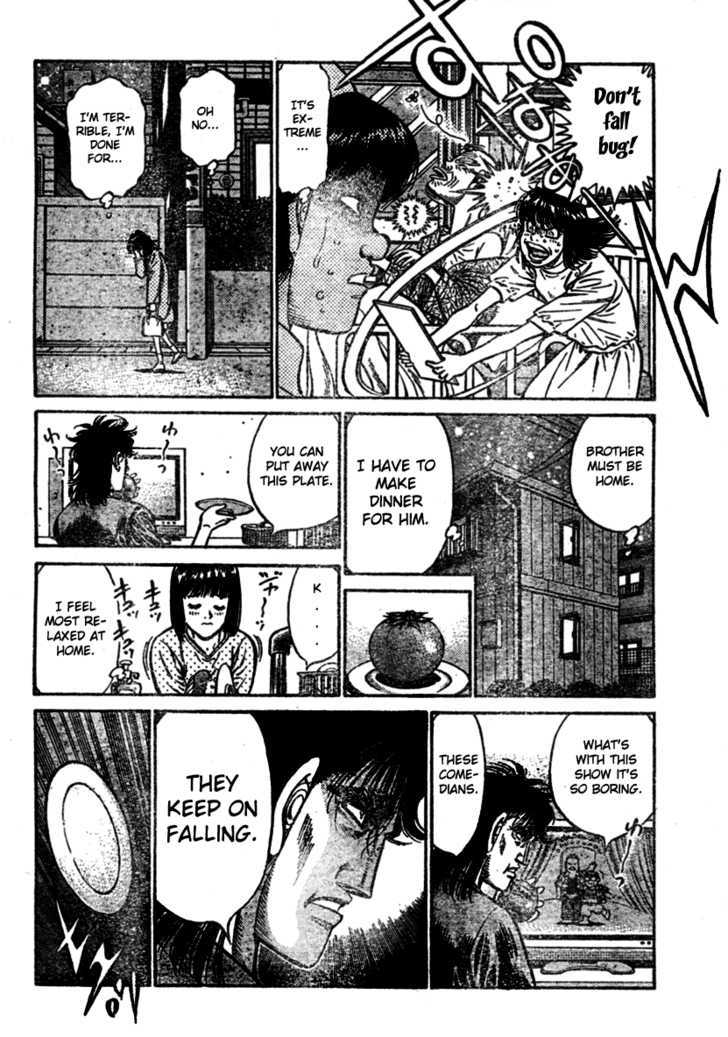 Don't
fall
bug!
IT'S
EX-
TREME
...
OH
NO...
I'M TER-
RIBLE, I'M
DONE
FOR...
BROTHER
MUST BE
HOME.
I HAVE TO
MAKE
DINNER
FOR HIM.
YOU CAN
PUT AWAY
THIS PLATE.
K
.
.
.
I FEEL
MOST RE-
LAXED AT
HOME.
WHAT'S
WITH THIS
SHOW IT'S
SO BORING.
THESE
COME-
DIANS.
THEY
KEEP ON
FALLING.